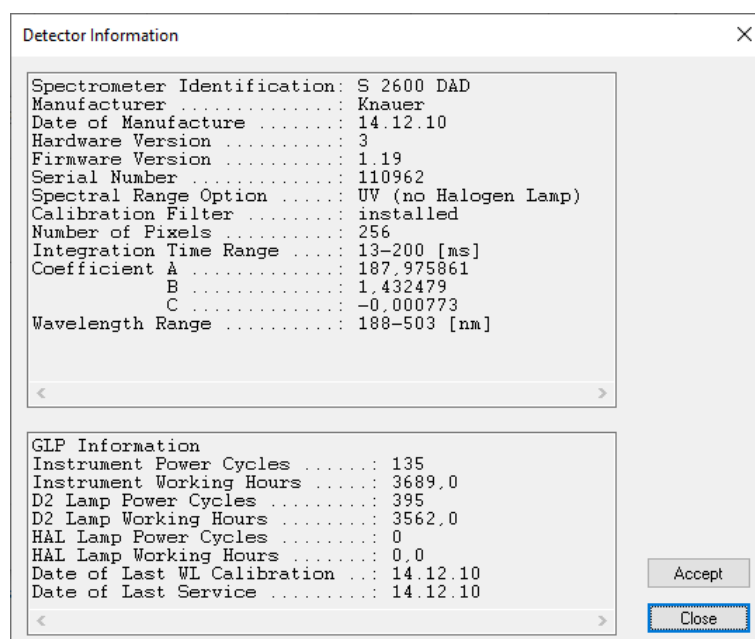 Detector Information
Spectrometer Identification: S 2600 DAD
Manufacturer ..............: Knauer
Date of Manufacture .......: 14.12.10
Hardware Version ..........: 3
Firmware Version ..........: 1.19
Serial Number .............: 110962
Spectral Range Option .....: UV (no Halogen Lamp)
Calibration Filter ........: installed
Number of Pixels ..........: 256
Integration Time Range ....: 13-200 [ms]
Coefficient A .............: 187,975861
B .............: 1,432479
C .............: -0,000773
Wavelength Range ..........: 188-503 [nm]
GLP Information
Instrument Power Cycles ......: 135
Instrument Working Hours .....: 3689,0
D2 Lamp Power Cycles .........: 395
D2 Lamp Working Hours ........: 3562,0
HAL Lamp Power Cycles ........: 0
HAL Lamp Working Hours .......: 0,0
Date of Last WL Calibration ..: 14.12.10
Date of Last Service .........: 14.12.10
Accept
Close